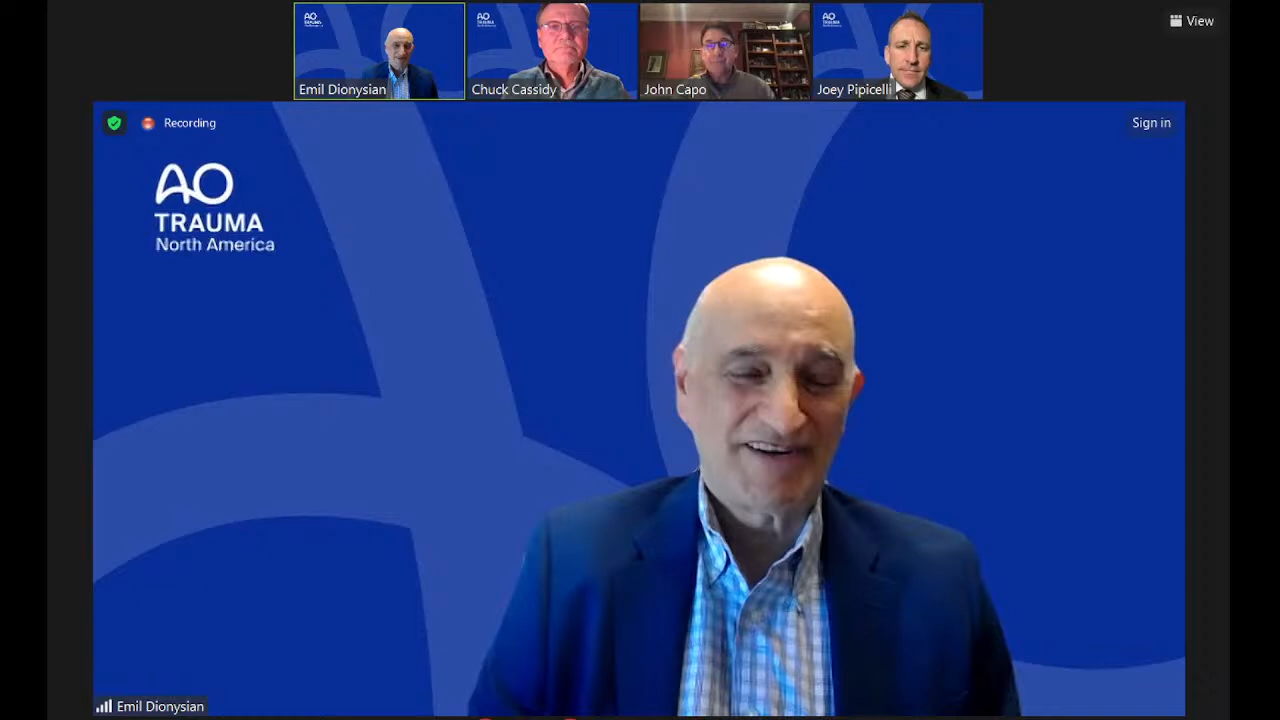 Emil Dionysian
Chuck Cassidy
John Capo
Joey Pipicelli
View
Recording
Sign in
AO
TRAUMA
North America
Emil Dionysian